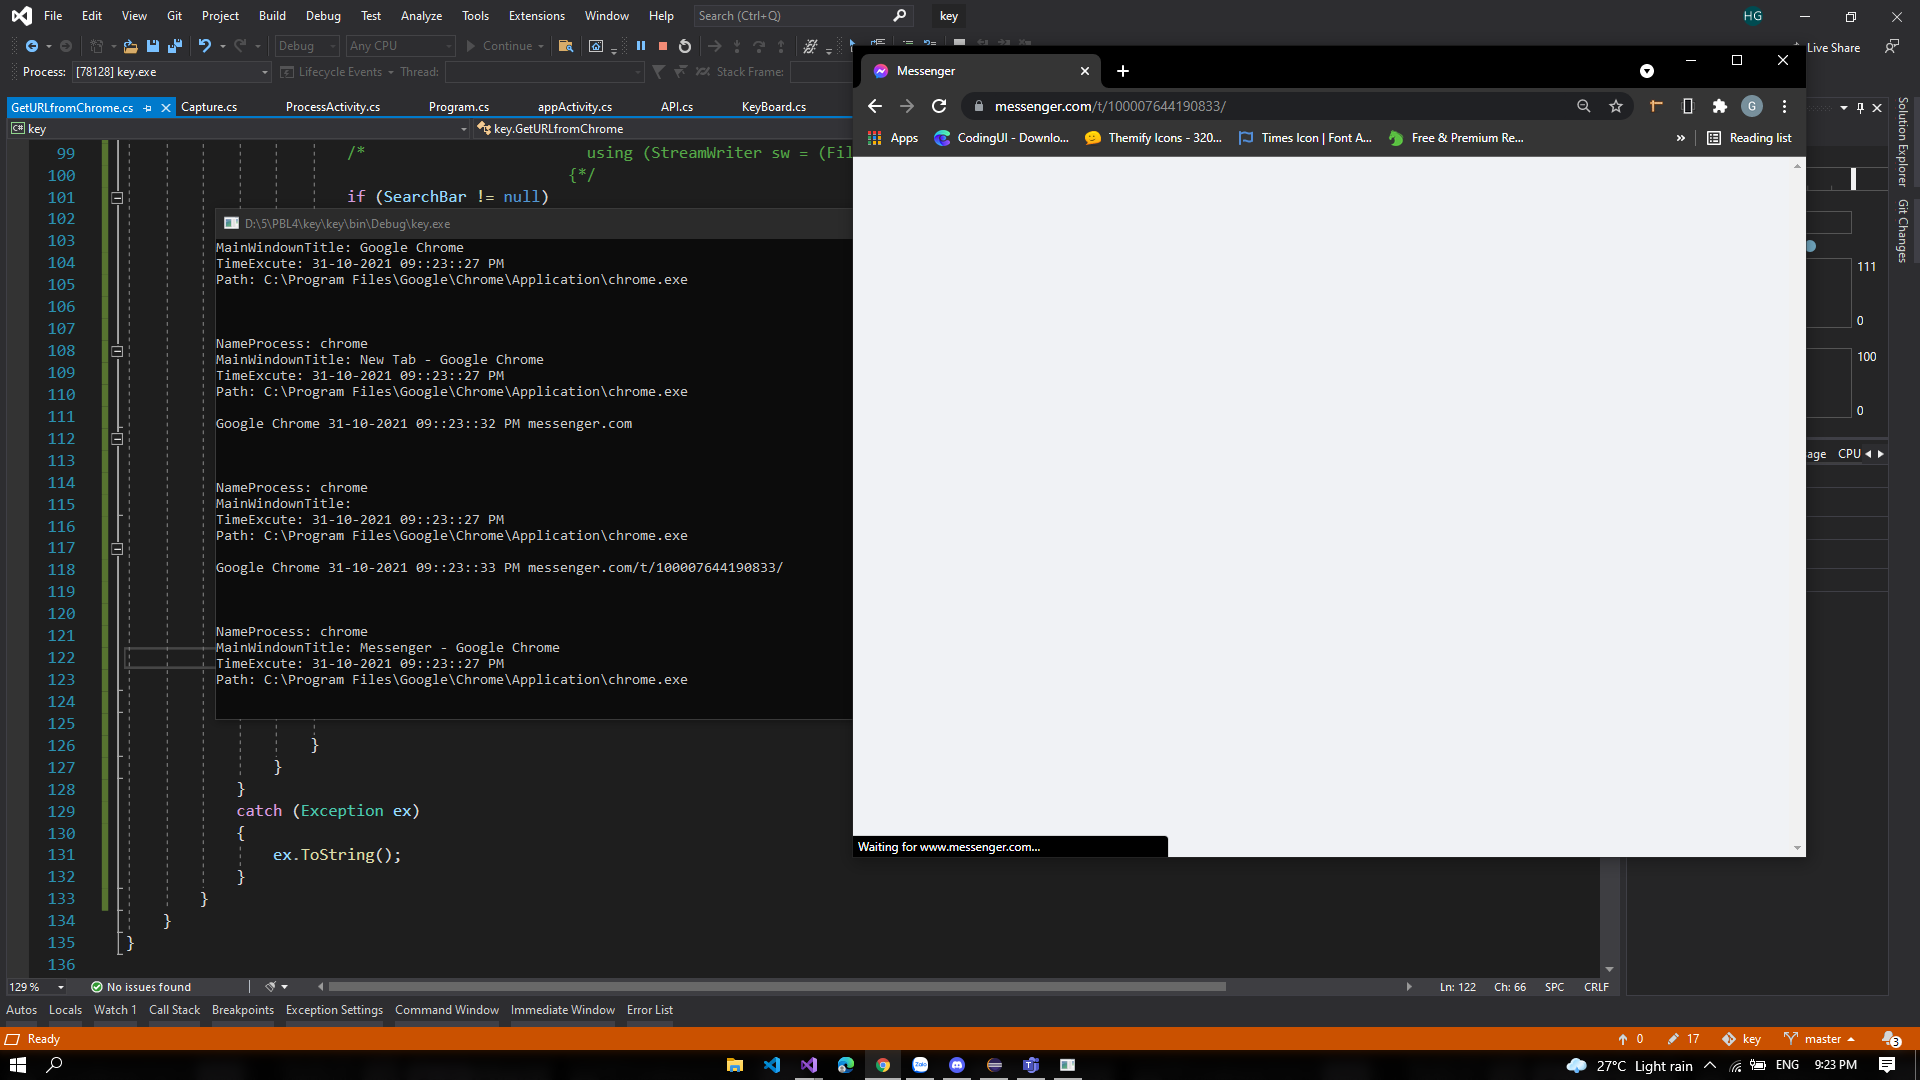 File Edit View Git Project Build Debug Test Analyze Tools Extensions Window Help Search (Ctrl+Q) key HG
Debug Any CPU Continue Live Share
Process: [78128] key.exe Lifecycle Events Thread: Stack Frame:
GetURLfromChrome.cs Capture.cs Process Activity.cs Program.cs appActivity.cs API.cs KeyBoard.cs
key key.GetURLfromChrome
99 /* using (StreamWriter sw = (Fil
100 {*/
101 if (SearchBar != null)
102
103
104
105
106
107
108
109
110
111
112
113
114
115
116
117
118
119
120
121
122
123
124
125
126 }
127 }
128 }
129 catch (Exception ex)
130 {
131 ex.ToString();
132 }
133 }
134 }
135 }
136
D:\5\PBL4\key\key\bin\Debug\key.exe
MainWindownTitle: Google Chrome
TimeExcute: 31-10-2021 09::23::27 PM
Path: C:\Program Files\Google\Chrome\Application\chrome.exe
NameProcess: chrome
MainWindownTitle: New Tab - Google Chrome
TimeExcute: 31-10-2021 09::23::27 PM
Path: C:\Program Files\Google\Chrome\Application\chrome.exe
Google Chrome 31-10-2021 09::23::32 PM messenger.com
NameProcess: chrome
MainWindownTitle:
TimeExcute: 31-10-2021 09::23::27 PM
Path: C:\Program Files\Google\Chrome\Application\chrome.exe
Google Chrome 31-10-2021 09::23::33 PM messenger.com/t/100007644190833/
NameProcess: chrome
MainWindownTitle: Messenger - Google Chrome
TimeExcute: 31-10-2021 09::23::27 PM
Path: C:\Program Files\Google\Chrome\Application\chrome.exe
Messenger
messenger.com/t/100007644190833/ G
Apps CodingUI - Downlo... Themify Icons - 320... Times Icon | Font A... Free & Premium Re... » Reading list
Waiting for www.messenger.com...
Solution Explorer
Git Changes
111
0
100
0
age CPU
129 % No issues found Ln: 122 Ch: 66 SPC CRLF
Autos Locals Watch 1 Call Stack Breakpoints Exception Settings Command Window Immediate Window Error List
Ready 0 17 key master 3
Zalo 27°C Light rain ENG 9:23 PM